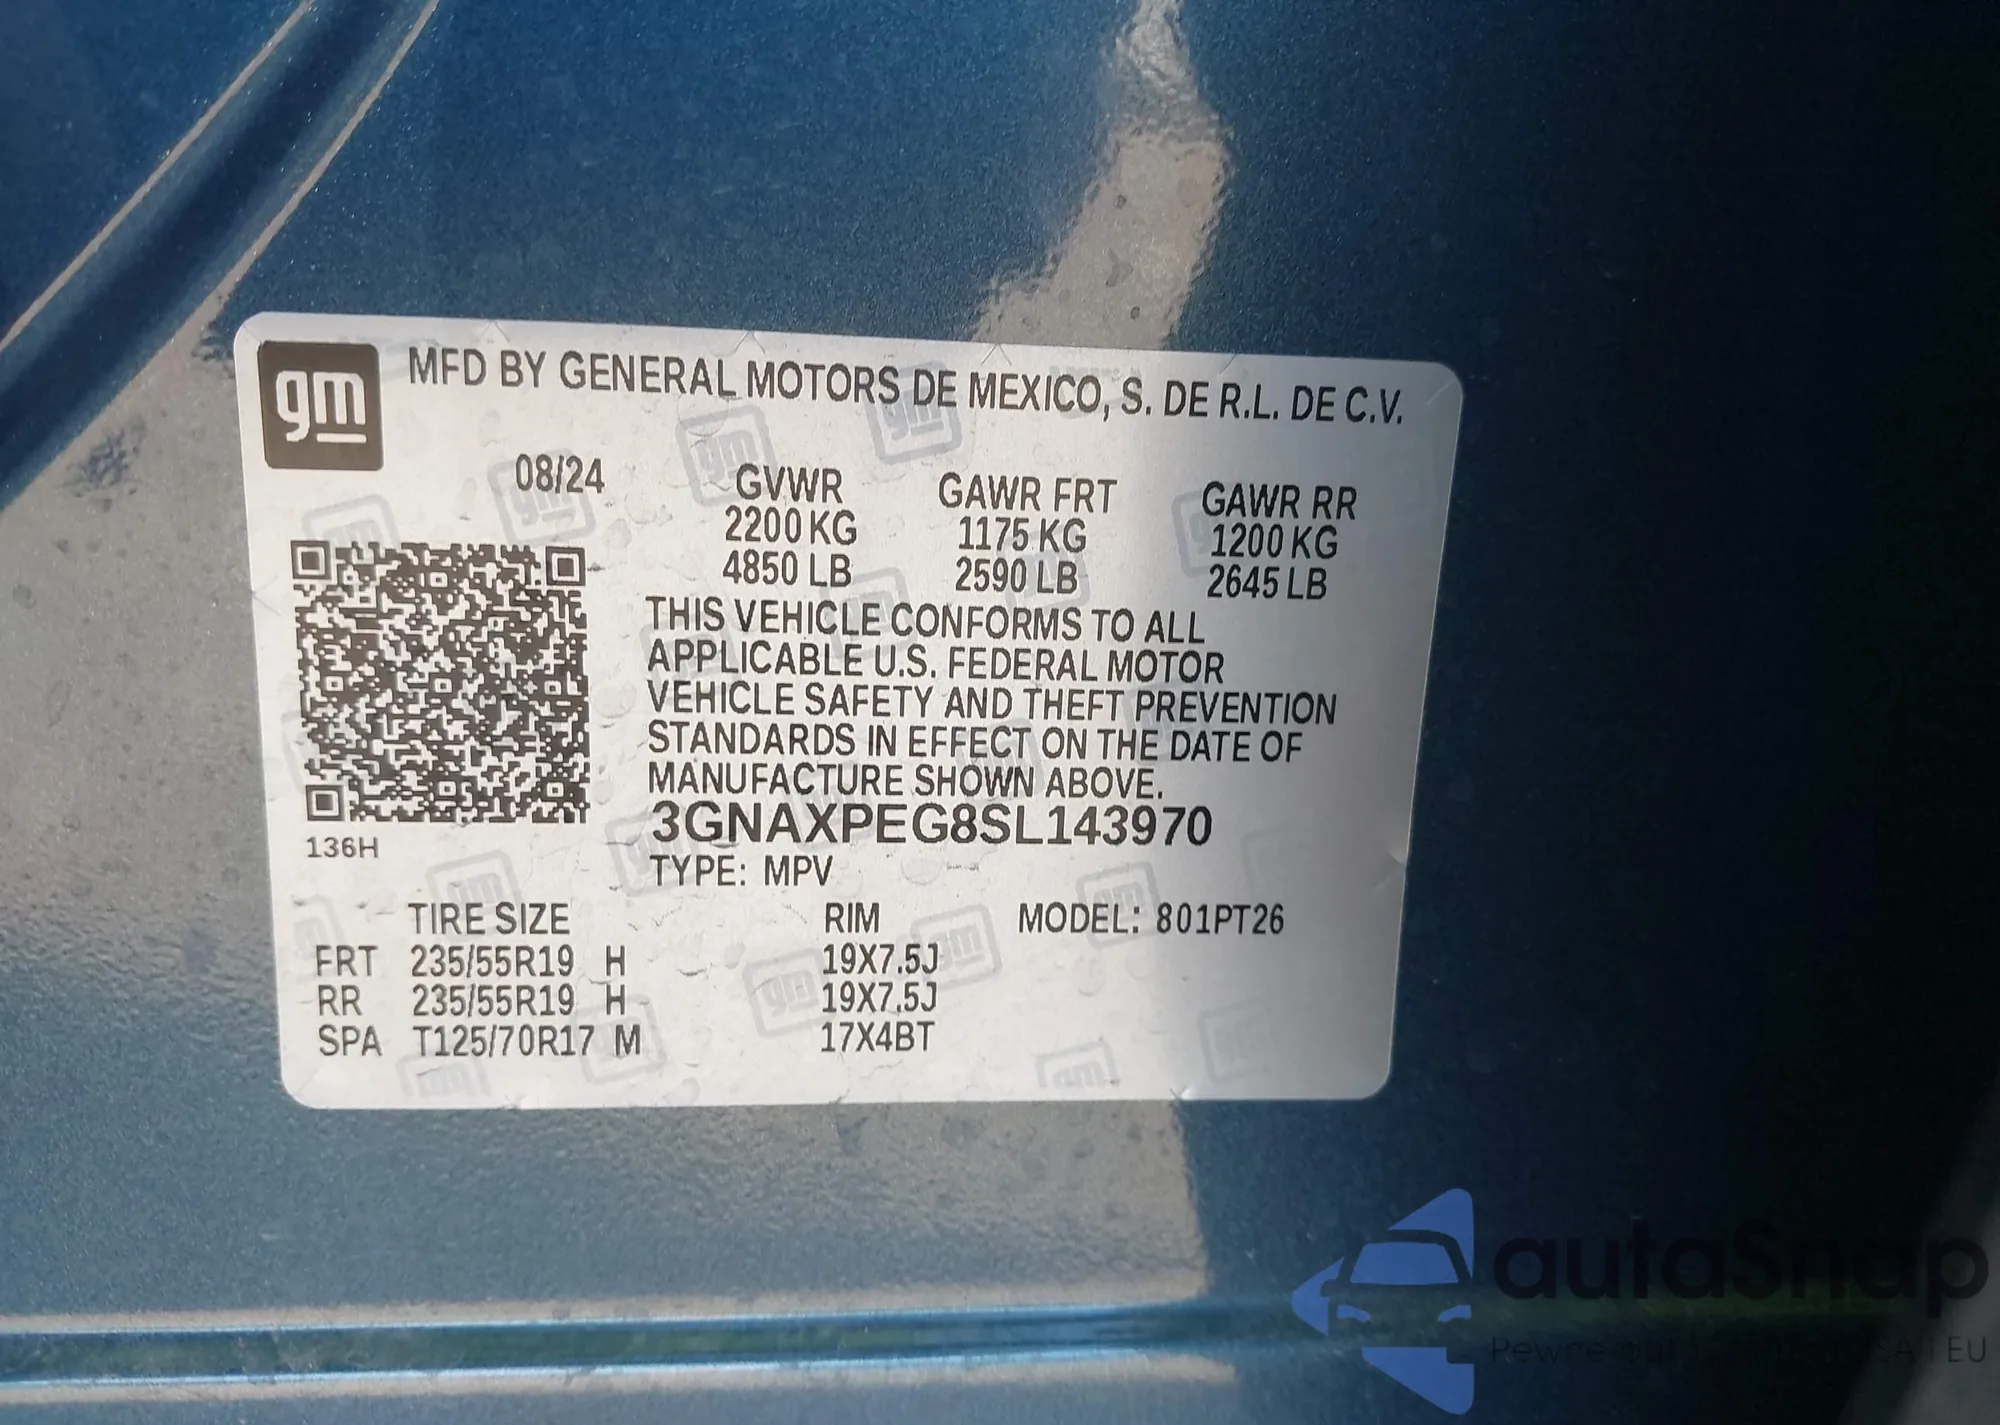 gm
MFD BY GENERAL MOTORS DE MEXICO, S. DE R.L. DE C.V.
08/24 GVWR GAWR FRT GAWR RR
2200 KG 1175 KG 1200 KG
4850 LB 2590 LB 2645 LB
THIS VEHICLE CONFORMS TO ALL
APPLICABLE U.S. FEDERAL MOTOR
VEHICLE SAFETY AND THEFT PREVENTION
STANDARDS IN EFFECT ON THE DATE OF
MANUFACTURE SHOWN ABOVE.
3GNAXPEG8SL143970
136H
TYPE: MPV
TIRE SIZE RIM MODEL: 801PT26
FRT 235/55R19 H 19X7.5J
RR 235/55R19 H 19X7.5J
SPA T125/70R17 M 17X4BT
autaSnap
Pewne auta EU